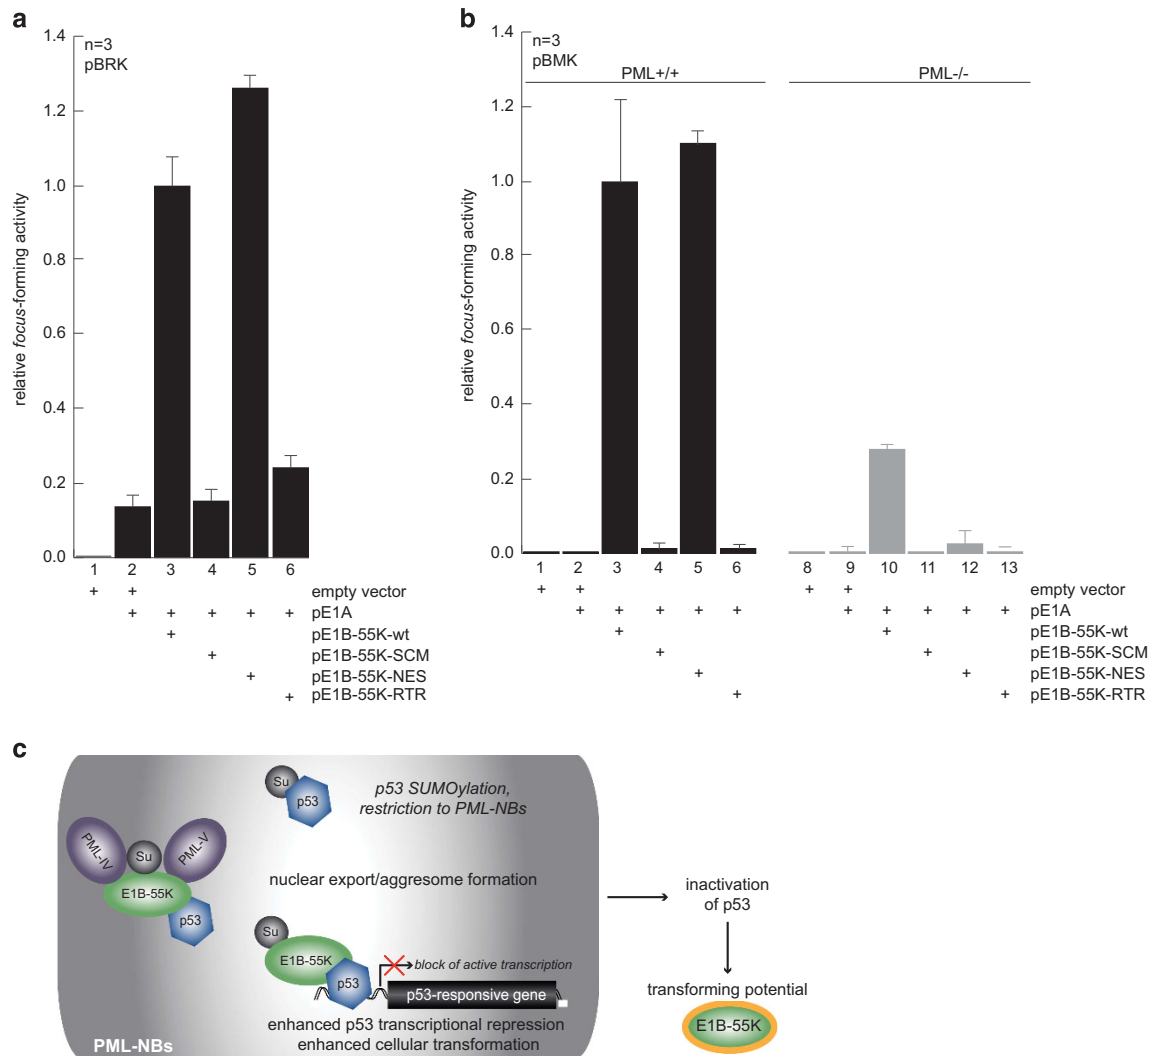 a
1.4
n=3
pBRK
1.2
1.0
0.8
0.6
0.4
0.2
0.0
relative focus-forming activity
1 2 3 4 5 6
+ + empty vector
+ + + + + pE1A
+ pE1B-55K-wt
+ pE1B-55K-SCM
+ pE1B-55K-NES
+ pE1B-55K-RTR
b
1.4
n=3
pBMK
PML+/+ PML-/-
1.2
1.0
0.8
0.6
0.4
0.2
0.0
relative focus-forming activity
1 2 3 4 5 6 8 9 10 11 12 13
+ + + + empty vector
+ + + + + + + + + + pE1A
+ + pE1B-55K-wt
+ + pE1B-55K-SCM
+ + pE1B-55K-NES
+ + pE1B-55K-RTR
c
Su
p53
p53 SUMOylation,
restriction to PML-NBs
PML-IV
Su
PML-V
E1B-55K
p53
nuclear export/aggresome formation
Su
E1B-55K
p53
block of active transcription
p53-responsive gene
enhanced p53 transcriptional repression
enhanced cellular transformation
PML-NBs
inactivation
of p53
transforming potential
E1B-55K